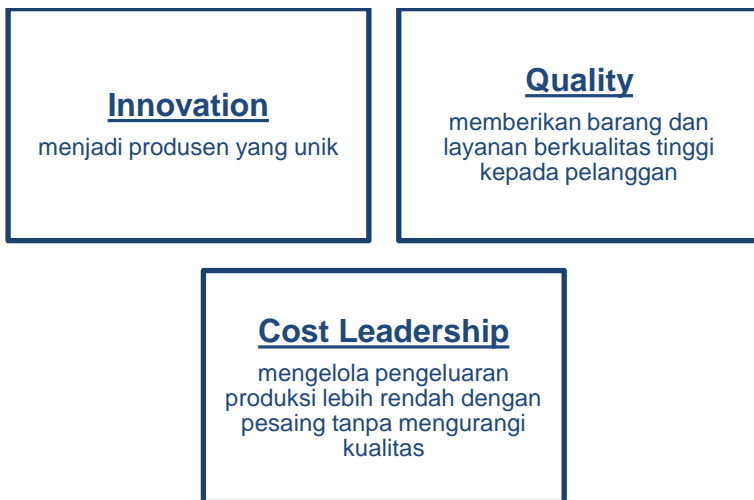 Innovation
menjadi produsen yang unik
Quality
memberikan barang dan
layanan berkualitas tinggi
kepada pelanggan
Cost Leadership
mengelola pengeluaran
produksi lebih rendah dengan
pesaing tanpa mengurangi
kualitas